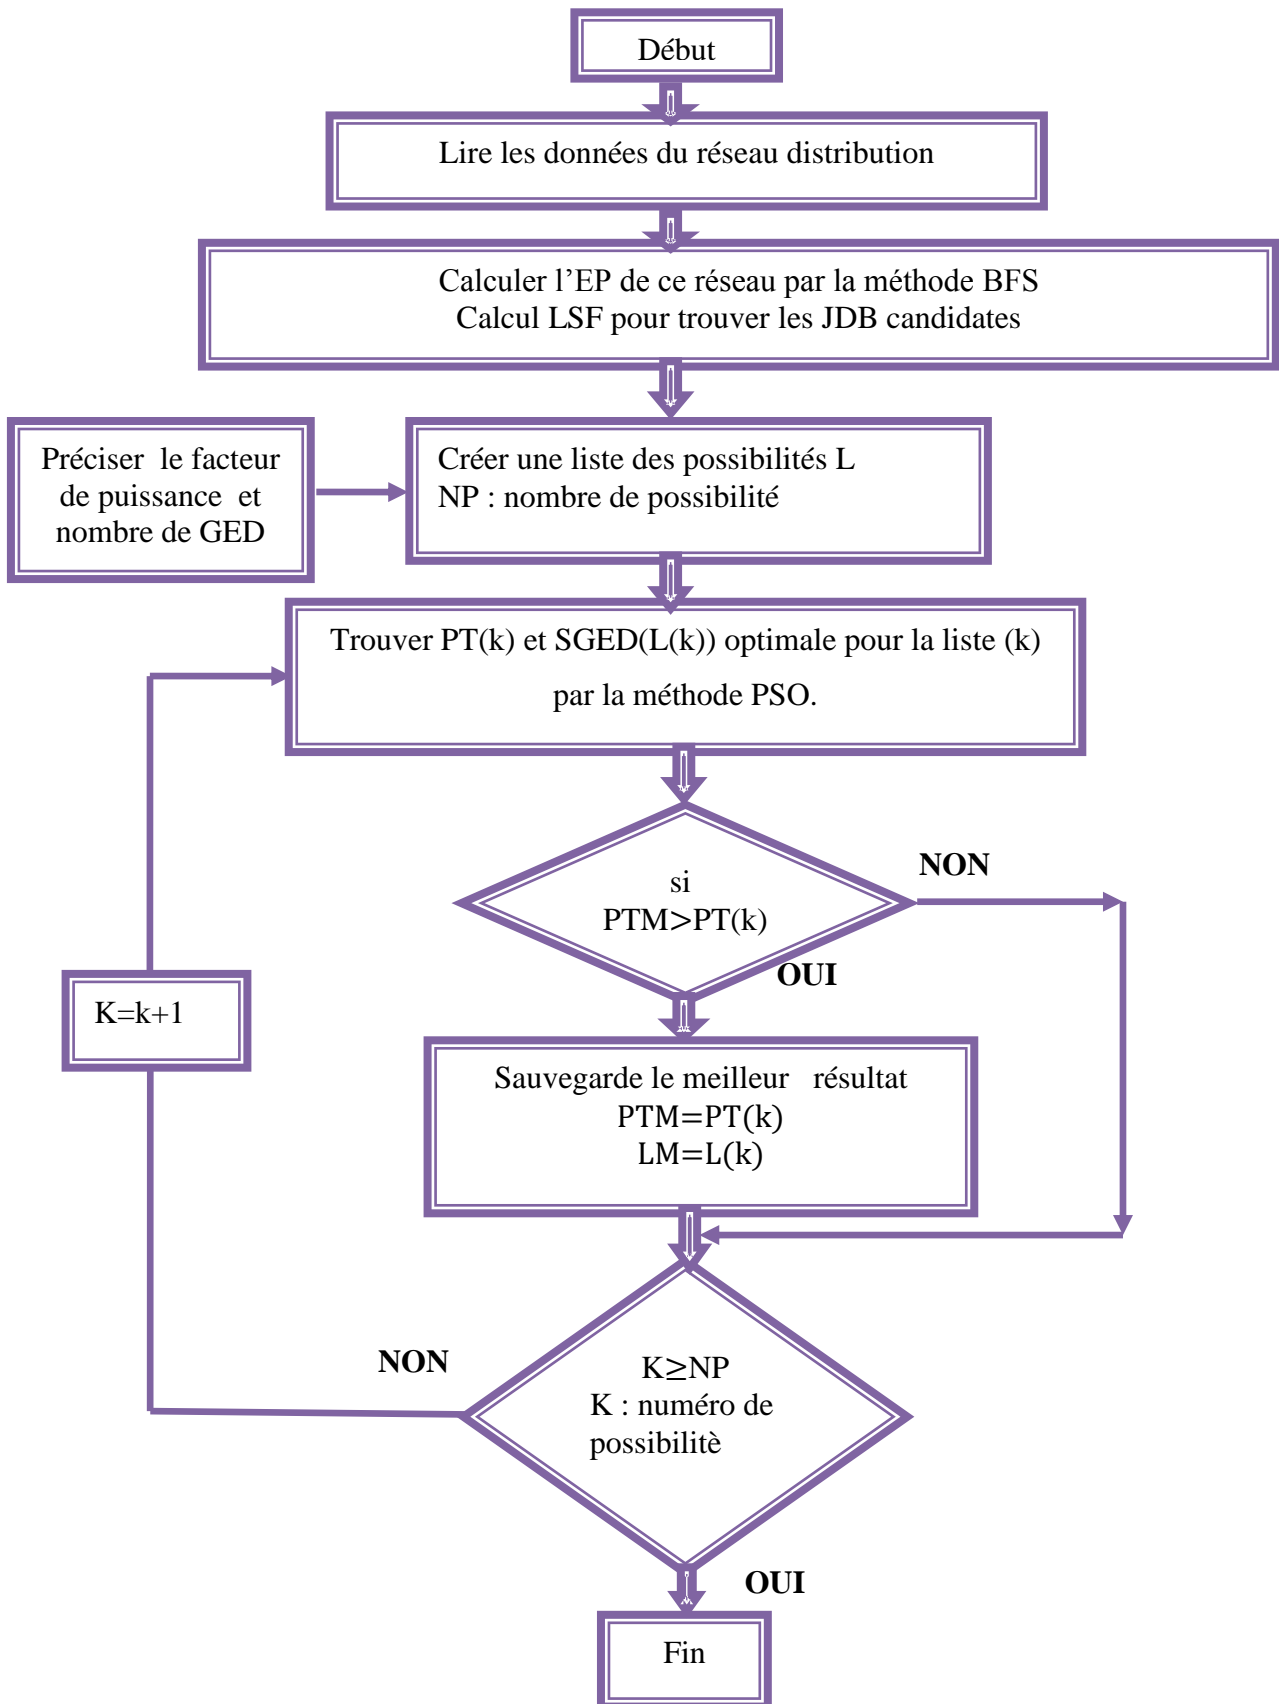 Début
Lire les données du réseau distribution
Calculer l’EP de ce réseau par la méthode BFS
Calcul LSF pour trouver les JDB candidates
Préciser le facteur
de puissance et
nombre de GED
Créer une liste des possibilités L
NP : nombre de possibilité
Trouver PT(k) et SGED(L(k)) optimale pour la liste (k)
par la méthode PSO.
si
PTM>PT(k)
NON
OUI
K=k+1
Sauvegarde le meilleur résultat
PTM=PT(k)
LM=L(k)
NON
K≥NP
K : numéro de
possibilitè
OUI
Fin